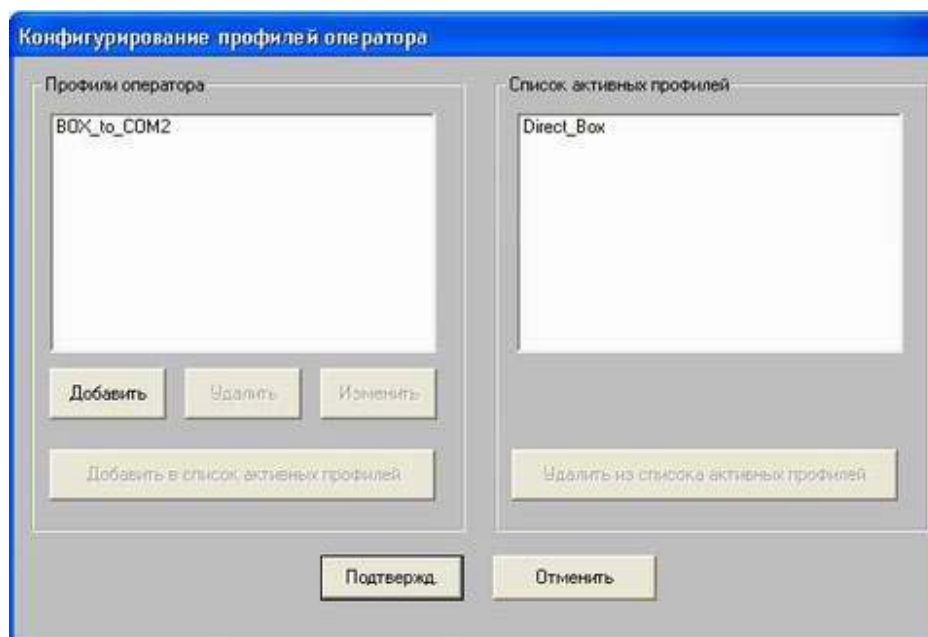 Конфигурирование профилей оператора
Профили оператора
BOX_to_COM2
Добавить
Удалить
Изменить
Добавить в список активных профилей
Список активных профилей
Direct_Box
Удалить из списока активных профилей
Подтвержд.
Отменить